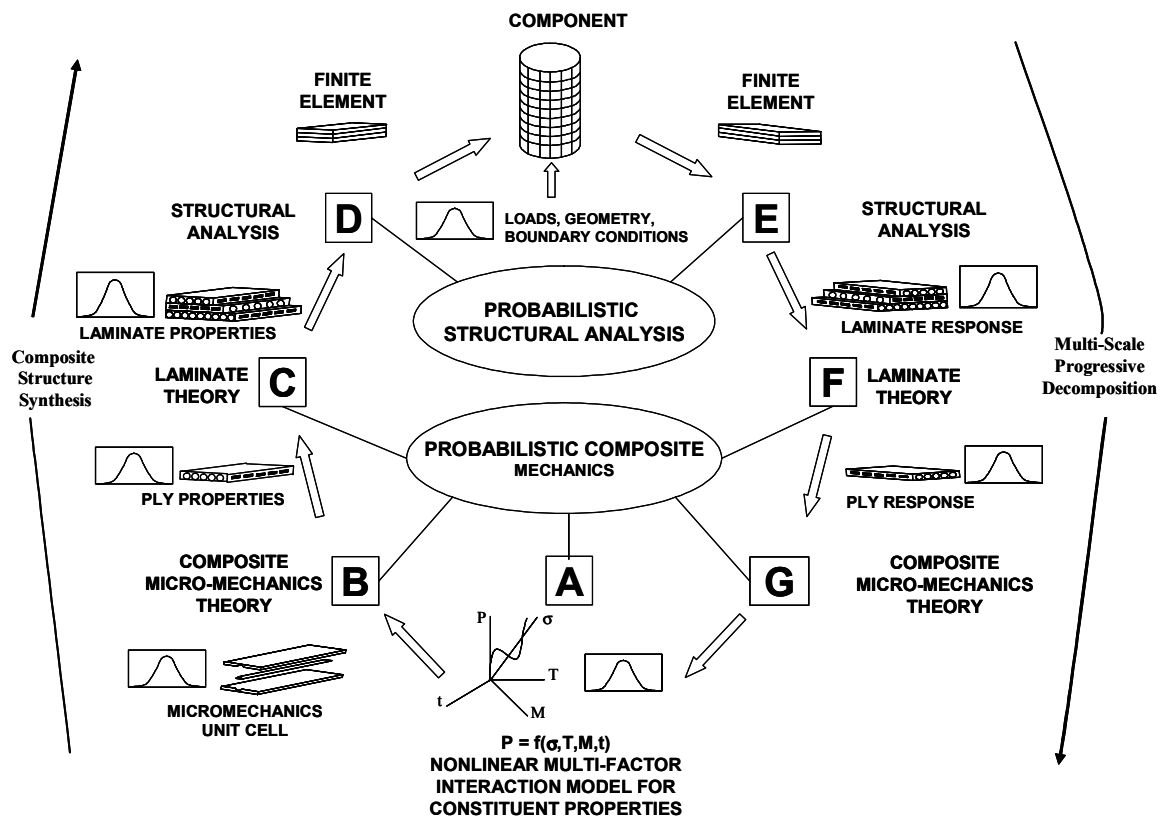 COMPONENT
FINITE
ELEMENT
FINITE
ELEMENT
STRUCTURAL
ANALYSIS
D
LOADS, GEOMETRY,
BOUNDARY CONDITIONS
E
STRUCTURAL
ANALYSIS
PROBABILISTIC
STRUCTURAL ANALYSIS
LAMINATE PROPERTIES
LAMINATE RESPONSE
Composite
Structure
Synthesis
Multi-Scale
Progressive
Decomposition
LAMINATE
THEORY
C
F
LAMINATE
THEORY
PROBABILISTIC COMPOSITE
MECHANICS
PLY PROPERTIES
PLY RESPONSE
COMPOSITE
MICRO-MECHANICS
THEORY
B
A
G
COMPOSITE
MICRO-MECHANICS
THEORY
P
σ
T
t
M
MICROMECHANICS
UNIT CELL
P = f(σ,T,M,t)
NONLINEAR MULTI-FACTOR
INTERACTION MODEL FOR
CONSTITUENT PROPERTIES